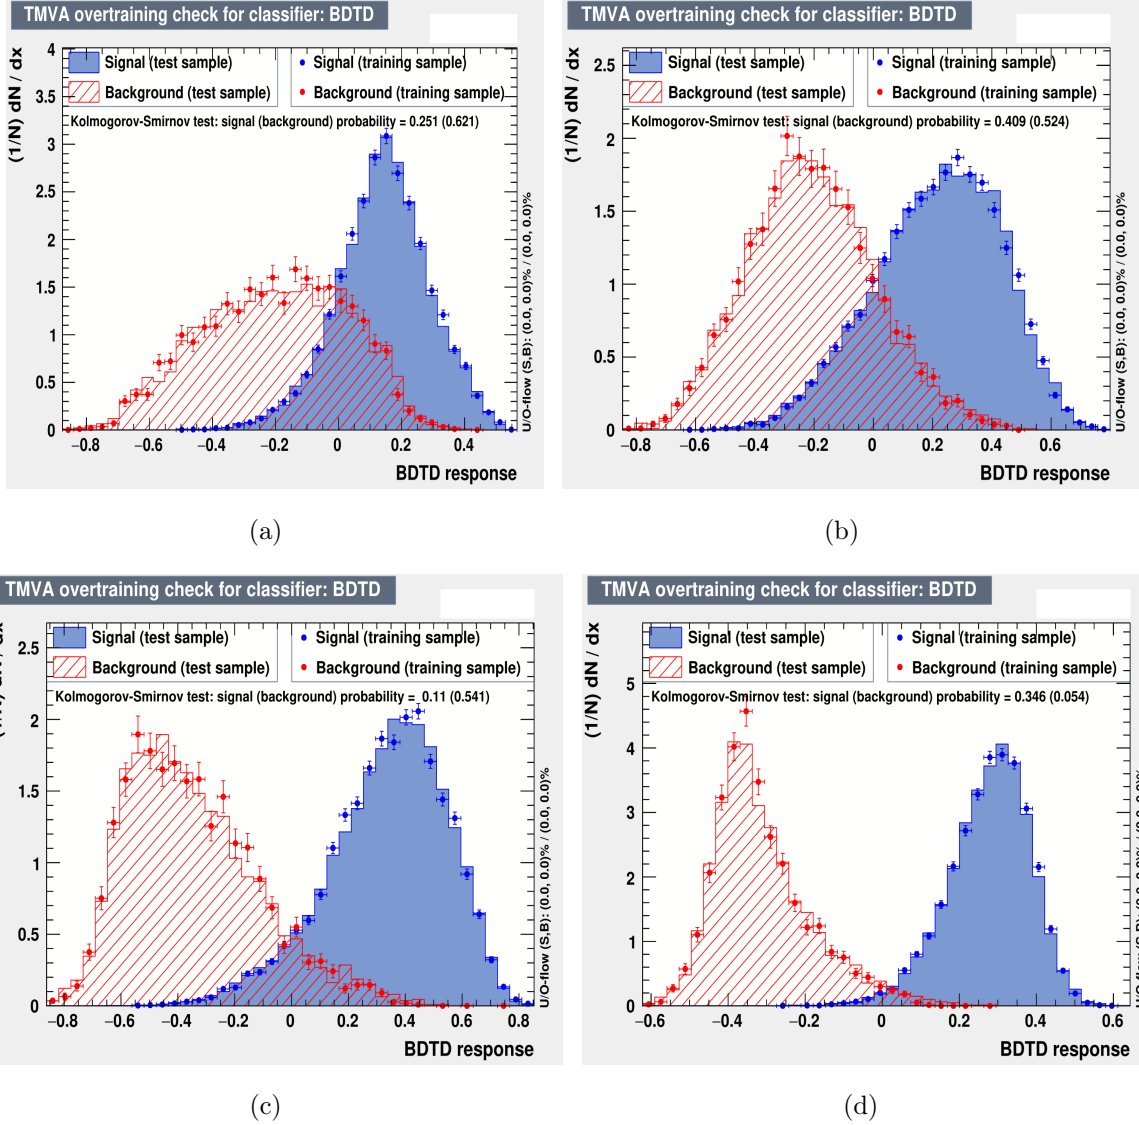 TMVA overtraining check for classifier: BDTD
Signal (test sample)
Signal (training sample)
Background (test sample)
Background (training sample)
Kolmogorov-Smirnov test: signal (background) probability = 0.251 (0.621)
(1/N) dN / dx
4
3.5
3
2.5
2
1.5
1
0.5
0
−0.8 −0.6 −0.4 −0.2 0 0.2 0.4
BDTD response
U/O-flow (S,B): (0.0, 0.0)% / (0.0, 0.0)%
(a)
TMVA overtraining check for classifier: BDTD
Signal (test sample)
Signal (training sample)
Background (test sample)
Background (training sample)
Kolmogorov-Smirnov test: signal (background) probability = 0.409 (0.524)
(1/N) dN / dx
2.5
2
1.5
1
0.5
0
−0.8 −0.6 −0.4 −0.2 0 0.2 0.4 0.6
BDTD response
U/O-flow (S,B): (0.0, 0.0)% / (0.0, 0.0)%
(b)
TMVA overtraining check for classifier: BDTD
Signal (test sample)
Signal (training sample)
Background (test sample)
Background (training sample)
Kolmogorov-Smirnov test: signal (background) probability = 0.11 (0.541)
dN / dx
2.5
2
1.5
1
0.5
0
−0.8 −0.6 −0.4 −0.2 0 0.2 0.4 0.6 0.8
BDTD response
U/O-flow (S,B): (0.0, 0.0)% / (0.0, 0.0)%
(c)
TMVA overtraining check for classifier: BDTD
Signal (test sample)
Signal (training sample)
Background (test sample)
Background (training sample)
Kolmogorov-Smirnov test: signal (background) probability = 0.346 (0.054)
(1/N) dN / dx
5
4
3
2
1
0
−0.6 −0.4 −0.2 0 0.2 0.4 0.6
BDTD response
(d)